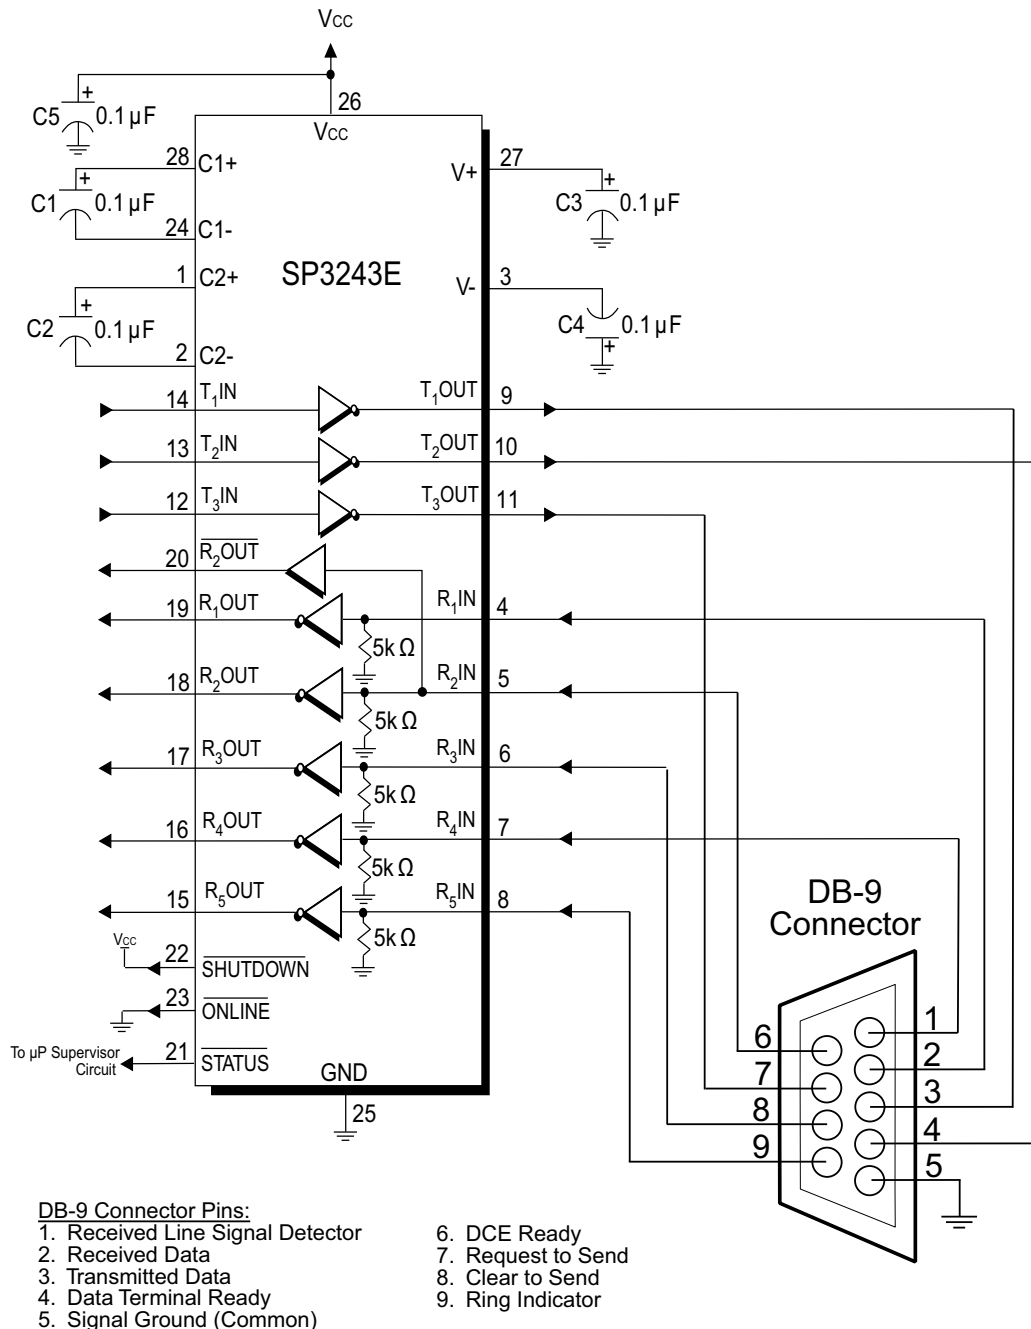 VCC
26
VCC
C5
+
0.1 µF
28
C1+
C1
+
0.1 µF
24
C1-
V+
27
C3
+
0.1 µF
SP3243E
1
C2+
C2
+
0.1 µF
2
C2-
V-
3
C4
0.1 µF
+
14
T1IN
T1OUT
9
13
T2IN
T2OUT
10
12
T3IN
T3OUT
11
20
R2OUT
19
R1OUT
R1IN
4
5k Ω
18
R2OUT
R2IN
5
5k Ω
17
R3OUT
R3IN
6
5k Ω
16
R4OUT
R4IN
7
5k Ω
15
R5OUT
R5IN
8
5k Ω
VCC
22
SHUTDOWN
23
ONLINE
To µP Supervisor
Circuit
21
STATUS
GND
25
DB-9
Connector
1
6
2
7
3
8
4
9
5
DB-9 Connector Pins:
1. Received Line Signal Detector
2. Received Data
3. Transmitted Data
4. Data Terminal Ready
5. Signal Ground (Common)
6. DCE Ready
7. Request to Send
8. Clear to Send
9. Ring Indicator